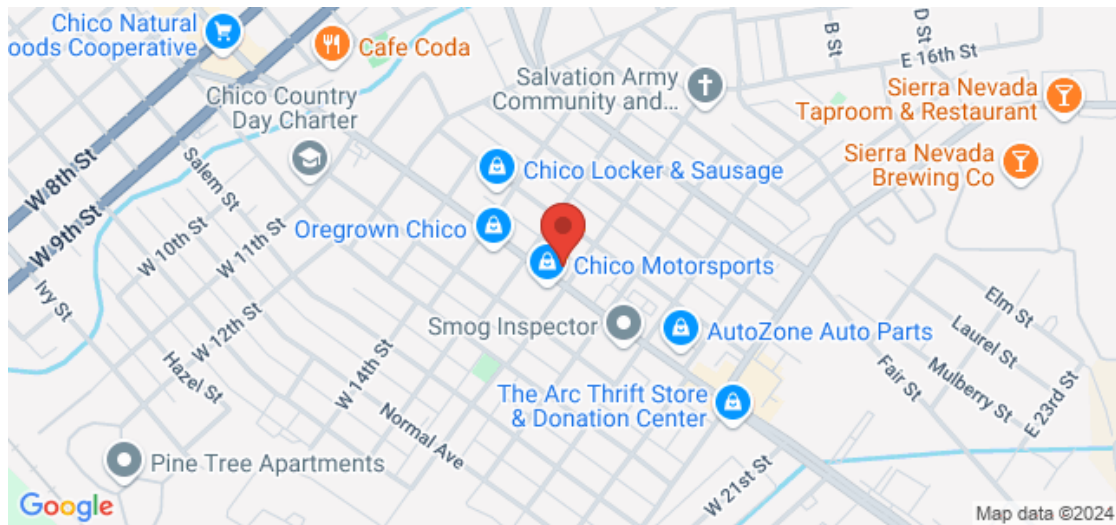 Chico Natural
oods Cooperative
Cafe Coda
Chico Country
Day Charter
Salvation Army
Community and...
B St
D St
E 16th St
Sierra Nevada
Taproom & Restaurant
Sierra Nevada
Brewing Co
W 8th St
W 9th St
Salem St
W 10th St
W 11th St
Ivy St
W 12th St
Hazel St
W 14th St
Normal Ave
Chico Locker & Sausage
Oregrown Chico
Chico Motorsports
Smog Inspector
AutoZone Auto Parts
The Arc Thrift Store
& Donation Center
Elm St
Laurel St
Mulberry St
Fair St
E 23rd St
W 21st St
Pine Tree Apartments
Google
Map data ©2024